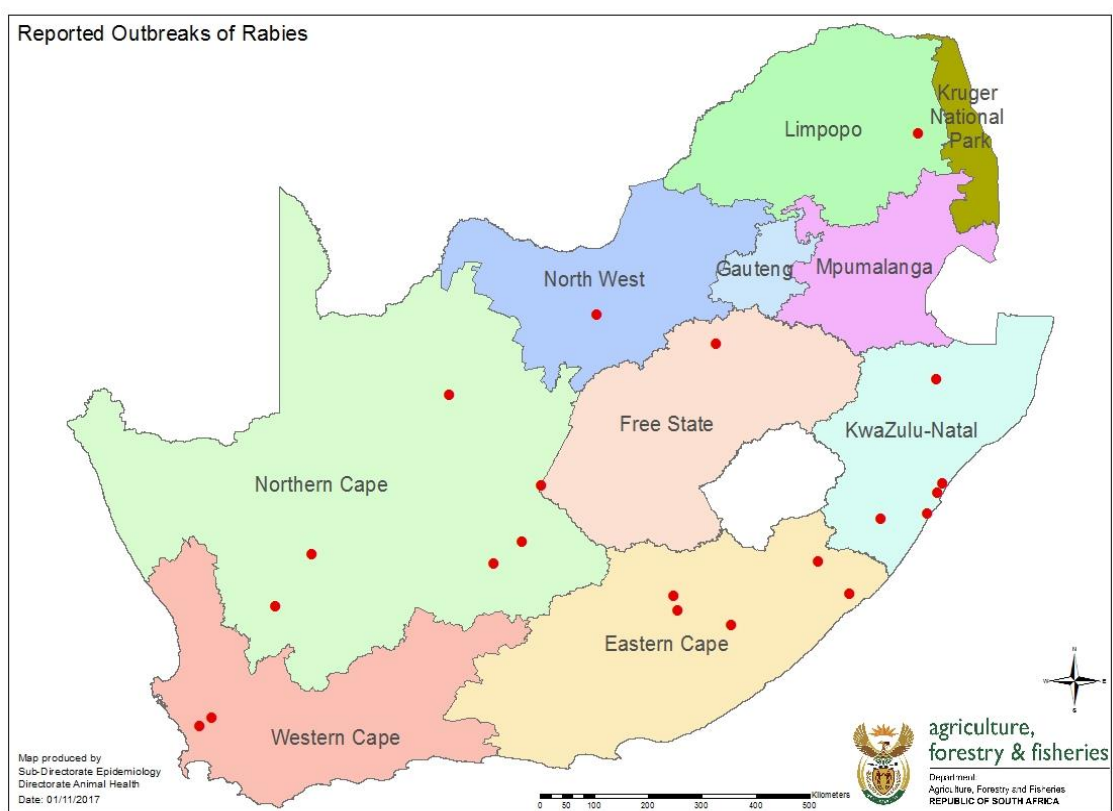 Reported Outbreaks of Rabies
Kruger
National
Park
Limpopo
North West
Gauteng
Mpumalanga
Free State
KwaZulu-Natal
Northern Cape
Eastern Cape
Western Cape
N
W
E
S
Map produced by
Sub-Directorate Epidemiology
Directorate Animal Health
Date: 01/11/2017
0 50 100 200 300 400 500 Kilometers
agriculture,
forestry & fisheries
Department:
Agriculture, Forestry and Fisheries
REPUBLIC OF SOUTH AFRICA